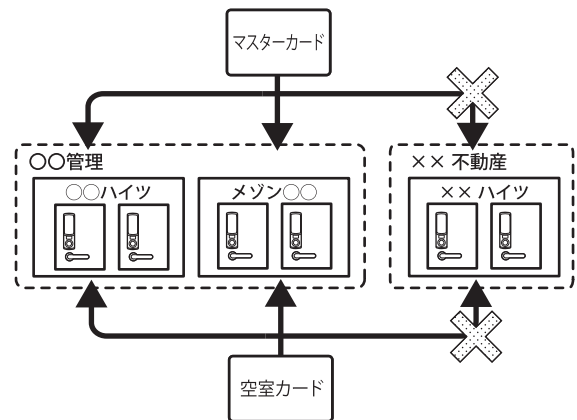 マスターカード
○○管理
×× 不動産
○○ハイツ
メゾン○○
×× ハイツ
空室カード